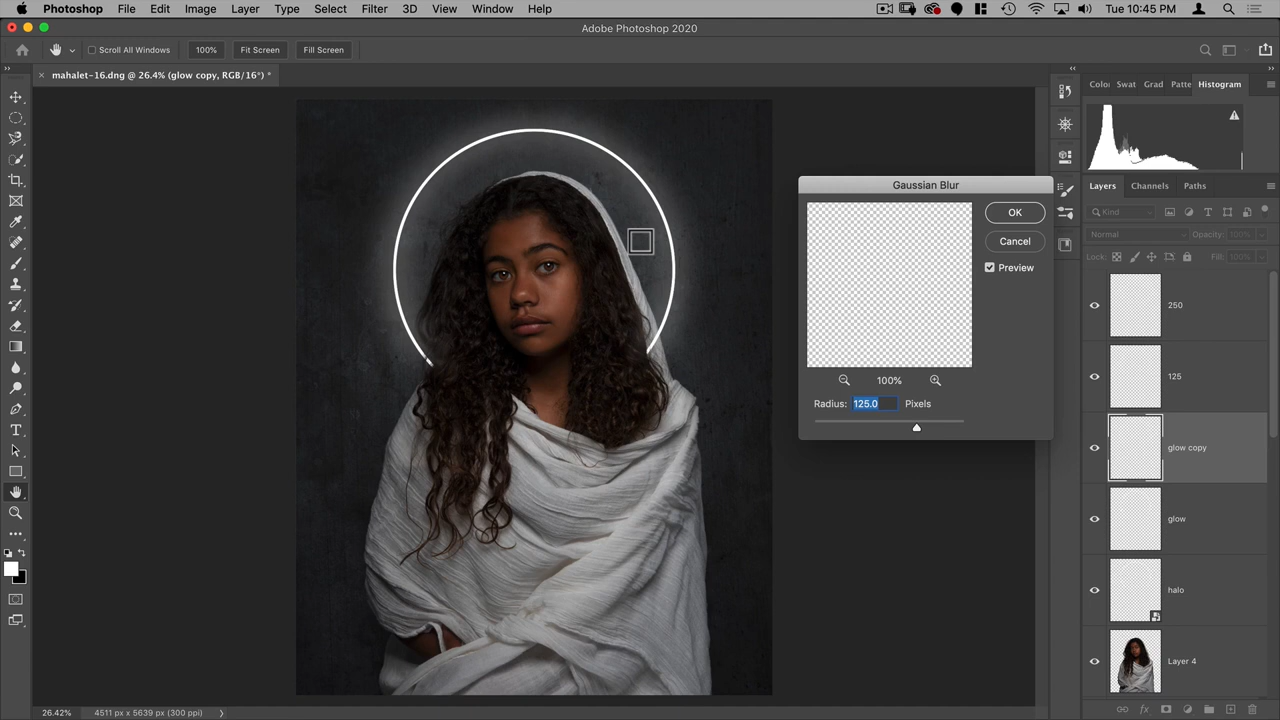 Photoshop File Edit Image Layer Type Select Filter 3D View Window Help Tue 10:45 PM
Adobe Photoshop 2020
Scroll All Windows 100% Fit Screen Fill Screen
× mahalet-16.dng @ 26.4% (glow copy, RGB/16*) *
Color Swat Grad Patte Histogram
Gaussian Blur
OK
Cancel
Preview
100%
Radius: 125.0 Pixels
Layers Channels Paths
Kind
Normal Opacity: 100%
Lock: Fill: 100%
250
125
glow copy
glow
halo
Layer 4
26.42% 4511 px x 5639 px (300 ppi)